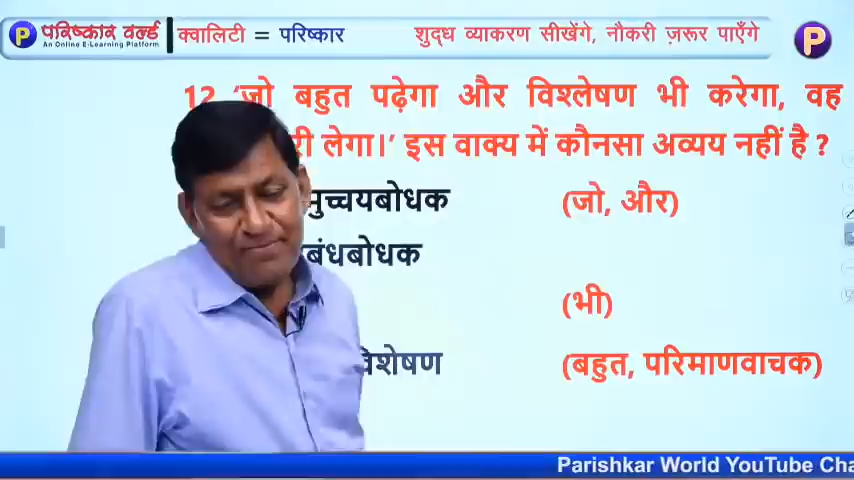 परिष्कार वर्ल्ड
An Online E-Learning Platform
क्वालिटी = परिष्कार
शुद्ध व्याकरण सीखेंगे, नौकरी ज़रूर पाएँगे
P
P
12 'जो बहुत पढ़ेगा और विश्लेषण भी करेगा, वह
लेगा।' इस वाक्य में कौनसा अव्यय नहीं है ?
मुच्चयबोधक (जो, और)
बंधबोधक
(भी)
विशेषण (बहुत, परिमाणवाचक)
Parishkar World YouTube Cha